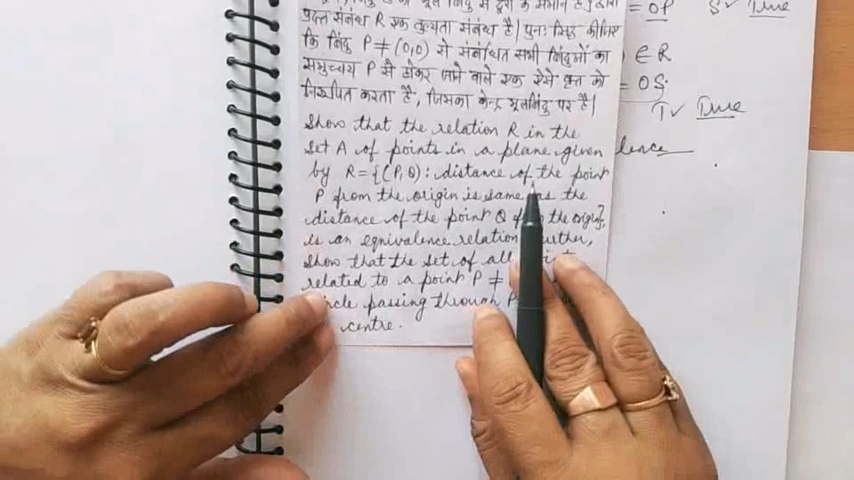 प्रदत्त संबंध R एक तुल्यता संबंध है। पुनः सिद्ध कीजिए
कि बिंदु P ≠ (0,0) से संबंधित सभी बिंदुओं का
समुच्चय P से होकर जाने वाले एक ऐसे वृत्त को
निरूपित करता है, जिसका केन्द्र मूलबिंदु पर है।
Show that the relation R in the
set A of points in a plane given
by R = {(P, Q) : distance of the point
P from the origin is same as the
distance of the point Q the origin},
is an equivalence relation. Further,
show that the set of all
related to a point P ≠
passing through P
centre.
= OP S✓ True
) ∈ R
= OS
T✓ True